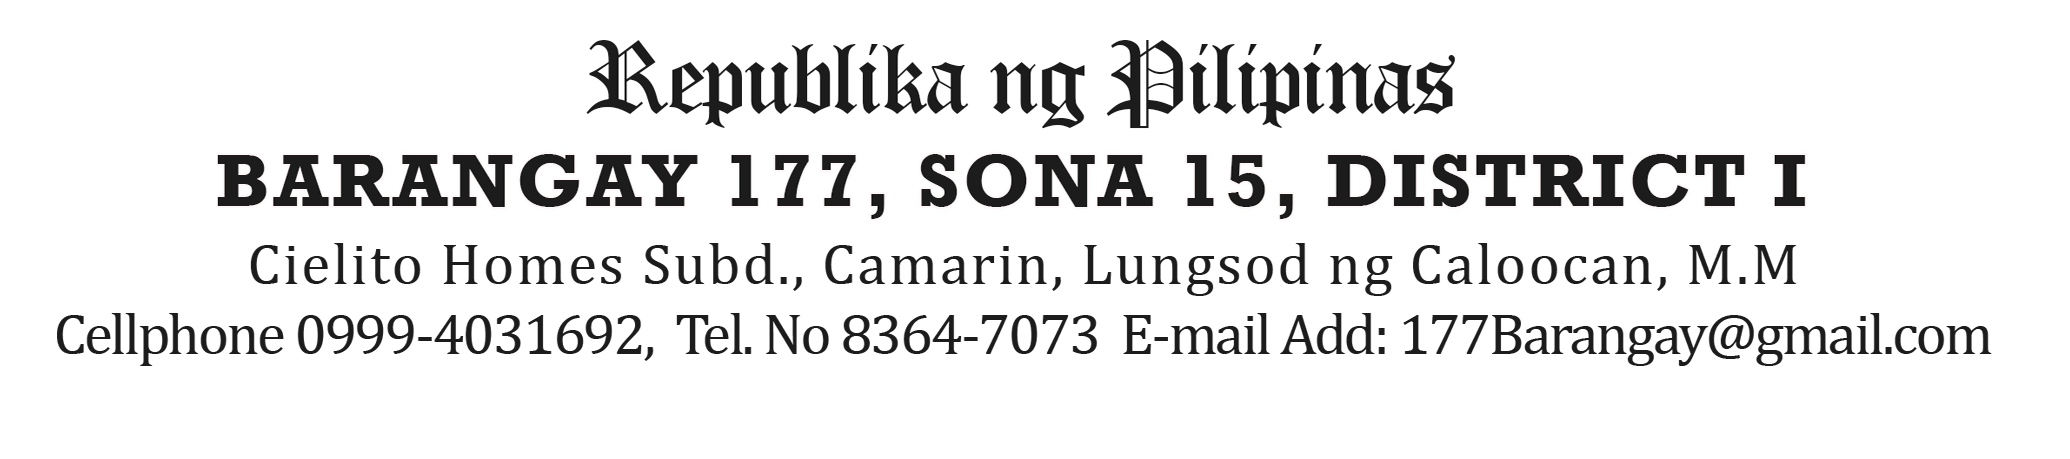 Republika ng Pilipinas
BARANGAY 177, SONA 15, DISTRICT I
Cielito Homes Subd., Camarin, Lungsod ng Caloocan, M.M
Cellphone 0999-4031692, Tel. No 8364-7073 E-mail Add: 177Barangay@gmail.com